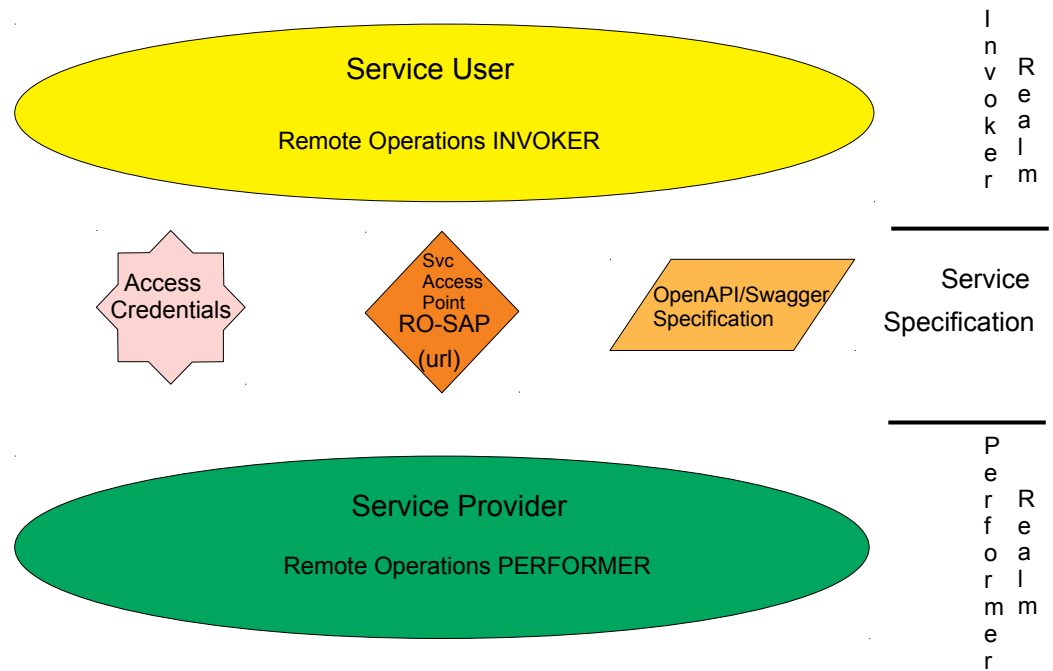 Service User
Remote Operations INVOKER
Invoker
Realm
Access
Credentials
Svc
Access
Point
RO-SAP
(url)
OpenAPI/Swagger
Specification
Service
Specification
Service Provider
Remote Operations PERFORMER
Performer
Realm